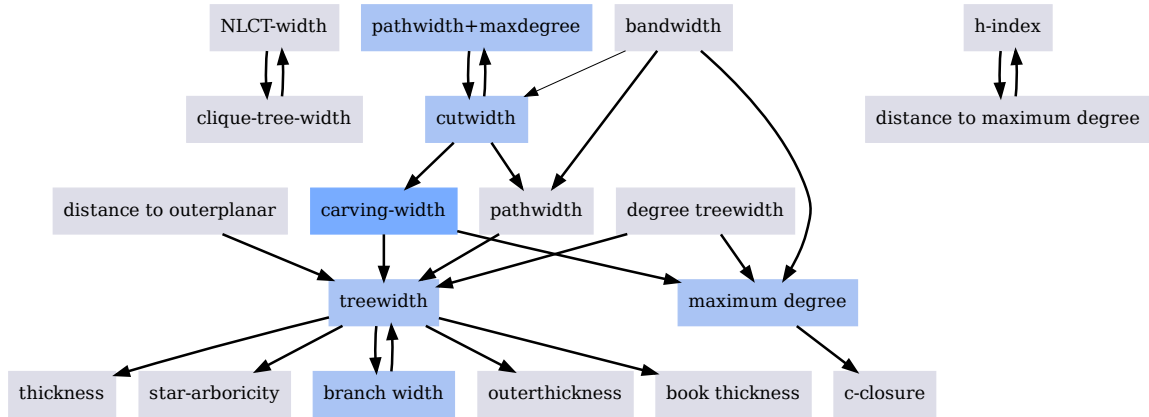 NLCT-width
pathwidth+maxdegree
bandwidth
h-index
clique-tree-width
cutwidth
distance to maximum degree
distance to outerplanar
carving-width
pathwidth
degree treewidth
treewidth
maximum degree
thickness
star-arboricity
branch width
outerthickness
book thickness
c-closure